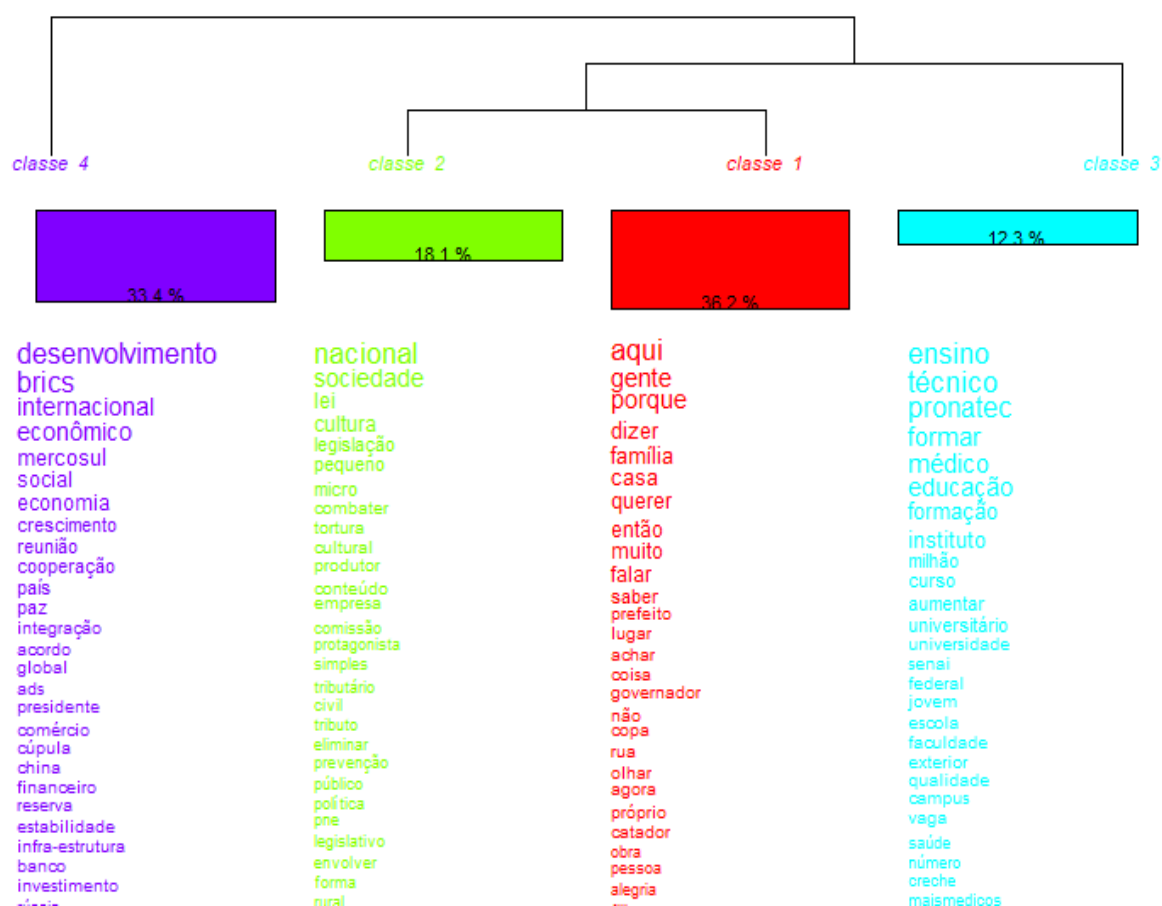 classe 4
classe 2
classe 1
classe 3
33.4 %
18.1 %
36.2 %
12.3 %
desenvolvimento
brics
internacional
econômico
mercosul
social
economia
crescimento
reunião
cooperação
país
paz
integração
acordo
global
ads
presidente
comércio
cúpula
china
financeiro
reserva
estabilidade
infra-estrutura
banco
investimento
nacional
sociedade
lei
cultura
legislação
pequeno
micro
combater
tortura
cultural
produtor
conteúdo
empresa
comissão
protagonista
simples
tributário
civil
tributo
eliminar
prevenção
público
política
pne
legislativo
envolver
forma
rural
aqui
gente
porque
dizer
família
casa
querer
então
muito
falar
saber
prefeito
lugar
achar
coisa
governador
não
copa
rua
olhar
agora
próprio
catador
obra
pessoa
alegria
ensino
técnico
pronatec
formar
médico
educação
formação
instituto
milhão
curso
aumentar
universitário
universidade
senai
federal
jovem
escola
faculdade
exterior
qualidade
campus
vaga
saúde
número
creche
maismedicos